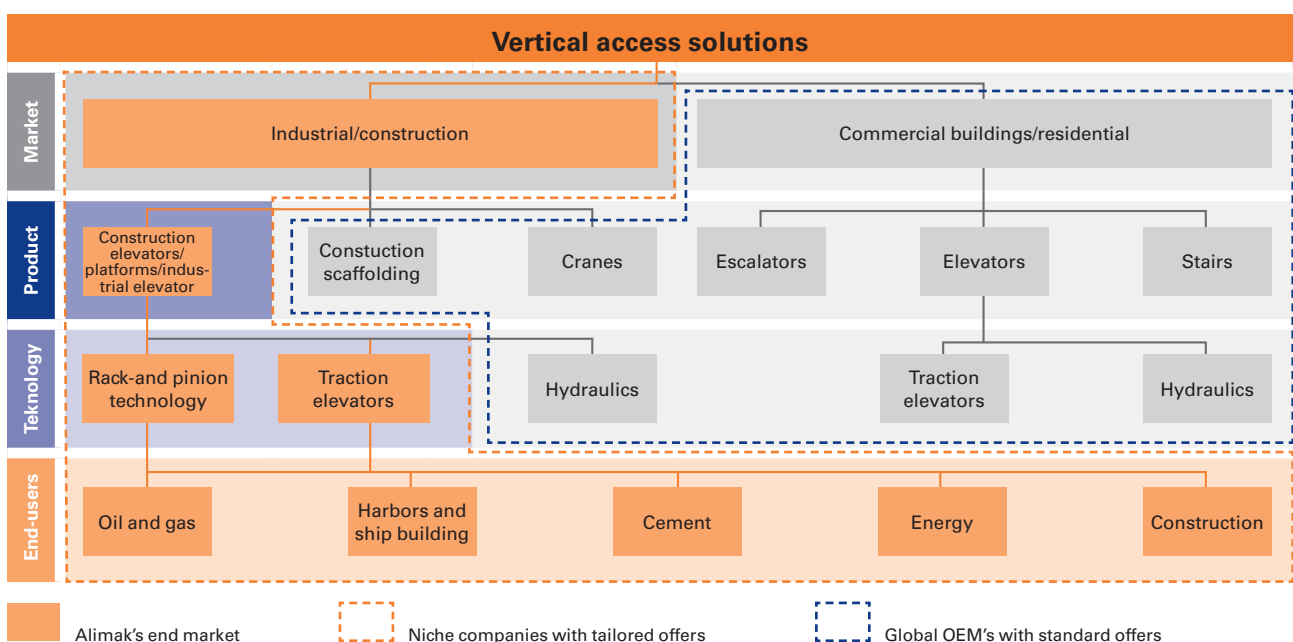 Vertical access solutions
Market
Industrial/construction
Commercial buildings/residential
Product
Construction
elevators/
platforms/indus-
trial elevator
Constuction
scaffolding
Cranes
Escalators
Elevators
Stairs
Teknology
Rack-and pinion
technology
Traction
elevators
Hydraulics
Traction
elevators
Hydraulics
End-users
Oil and gas
Harbors and
ship building
Cement
Energy
Construction
Alimak's end market
Niche companies with tailored offers
Global OEM's with standard offers